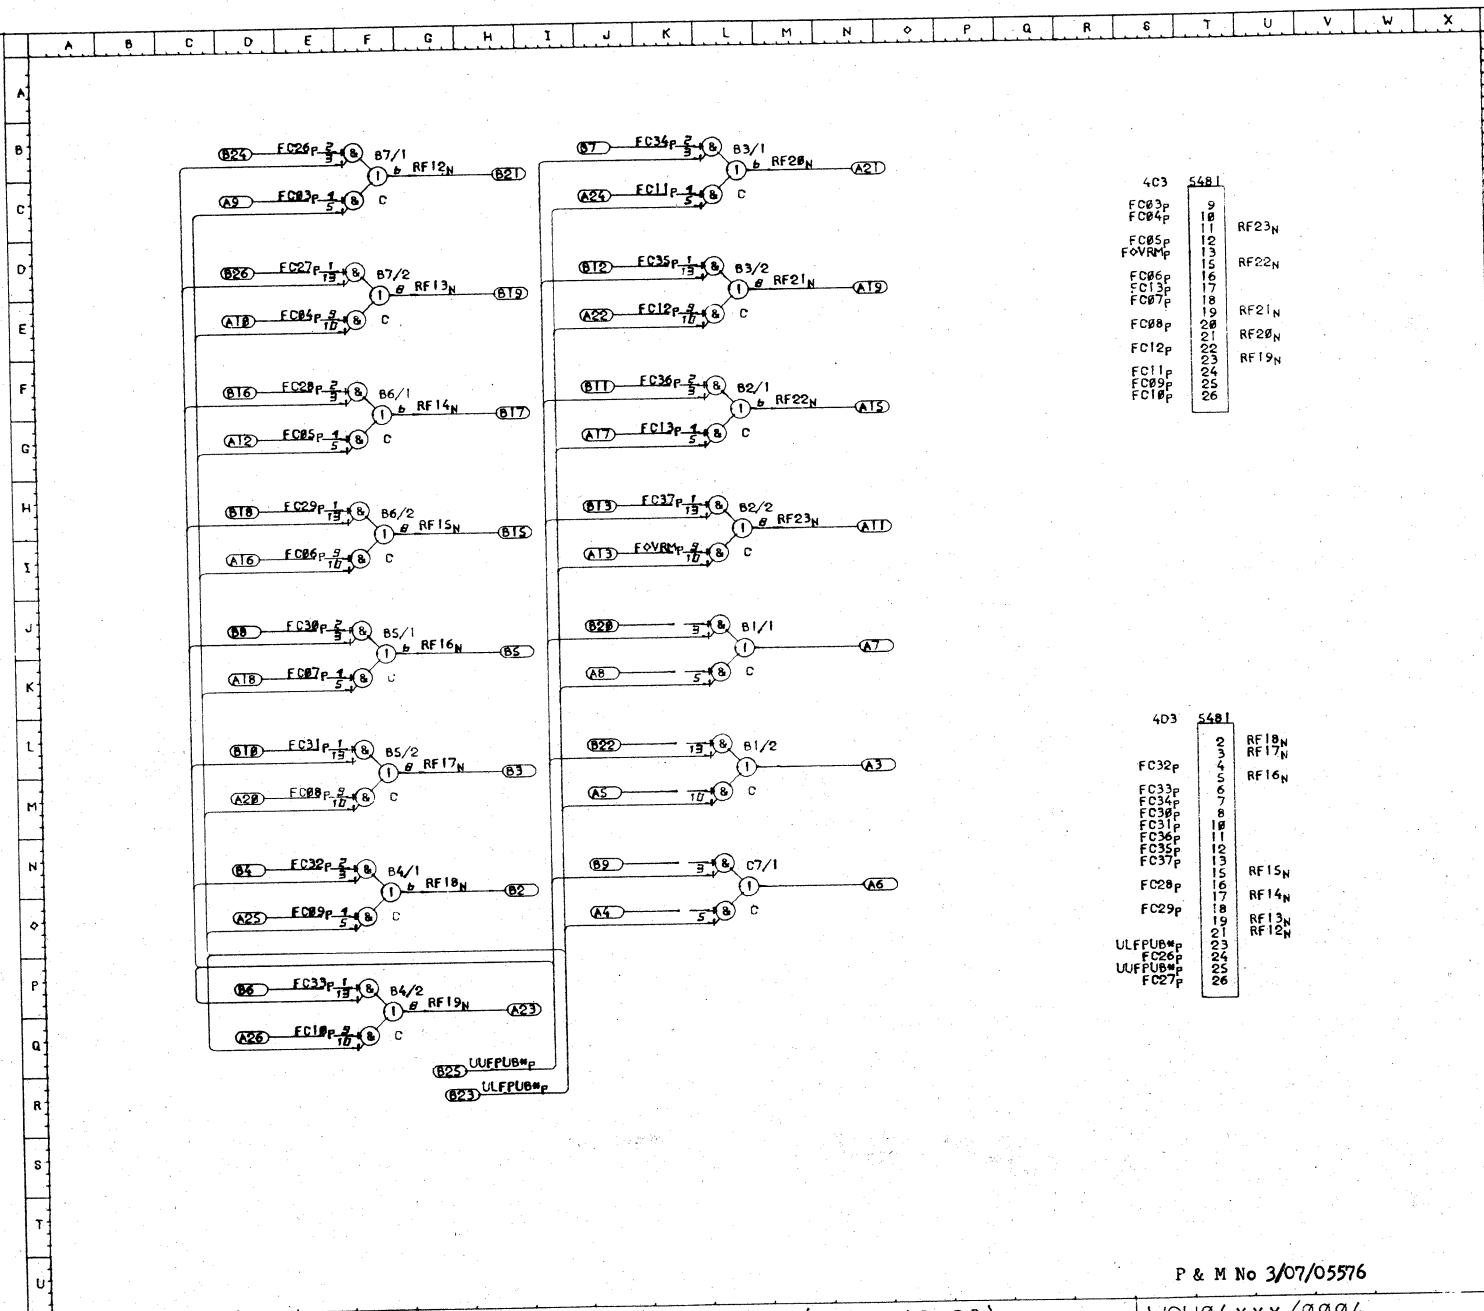 A B C D E F G H I J K L M N O P Q R S T U V W X
A
B
C
D
E
F
G
H
I
J
K
L
M
N
O
P
Q
R
S
T
U
B24 FC26P 2 3 & B7/1
1 6 RF12N B21
A9 FC03P 4 5 & C
B26 FC27P 1 13 & B7/2
1 8 RF13N B19
A10 FC04P 9 10 & C
B16 FC28P 2 3 & B6/1
1 6 RF14N B17
A12 FC05P 4 5 & C
B18 FC29P 1 13 & B6/2
1 8 RF15N B15
A16 FC06P 9 10 & C
B8 FC30P 2 3 & B5/1
1 6 RF16N B5
A18 FC07P 4 5 & C
B10 FC31P 1 13 & B5/2
1 8 RF17N B3
A20 FC08P 9 10 & C
B4 FC32P 2 3 & B4/1
1 6 RF18N B2
A25 FC09P 4 5 & C
B6 FC33P 1 13 & B4/2
1 8 RF19N A23
A26 FC10P 9 10 & C
B25 UUFPUB*P
B23 ULFPUB*P
B7 FC34P 2 3 & B3/1
1 6 RF20N A21
A24 FC11P 4 5 & C
B12 FC35P 1 13 & B3/2
1 8 RF21N A19
A22 FC12P 9 10 & C
B11 FC36P 2 3 & B2/1
1 6 RF22N A15
A17 FC13P 4 5 & C
B13 FC37P 1 13 & B2/2
1 8 RF23N A11
A13 FOVRMP 9 10 & C
B20 3 & B1/1
1 A7
A8 5 & C
B22 13 & B1/2
1 A3
A5 10 & C
B9 3 & C7/1
1 A6
A4 5 & C
4C3 5481
FC03P 9
FC04P 10
11 RF23N
FC05P 12
FOVRMP 13
15 RF22N
FC06P 16
FC13P 17
FC07P 18
19 RF21N
FC08P 20
21 RF20N
FC12P 22
23 RF19N
FC11P 24
FC09P 25
FC10P 26
4D3 5481
2 RF18N
3 RF17N
FC32P 4
5 RF16N
FC33P 6
FC34P 7
FC30P 8
FC31P 10
FC36P 11
FC35P 12
FC37P 13
15 RF15N
FC28P 16
17 RF14N
FC29P 18
19 RF13N
21 RF12N
ULFPUB*P 23
FC26P 24
UUFPUB*P 25
FC27P 26
P & M No 3/07/05576